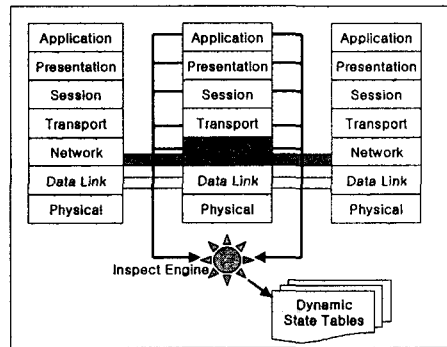 Application Application Application
Presentation Presentation Presentation
Session Session Session
Transport Transport Transport
Network Network
Data Link Data Link Data Link
Physical Physical Physical
Inspect Engine
Dynamic
State Tables